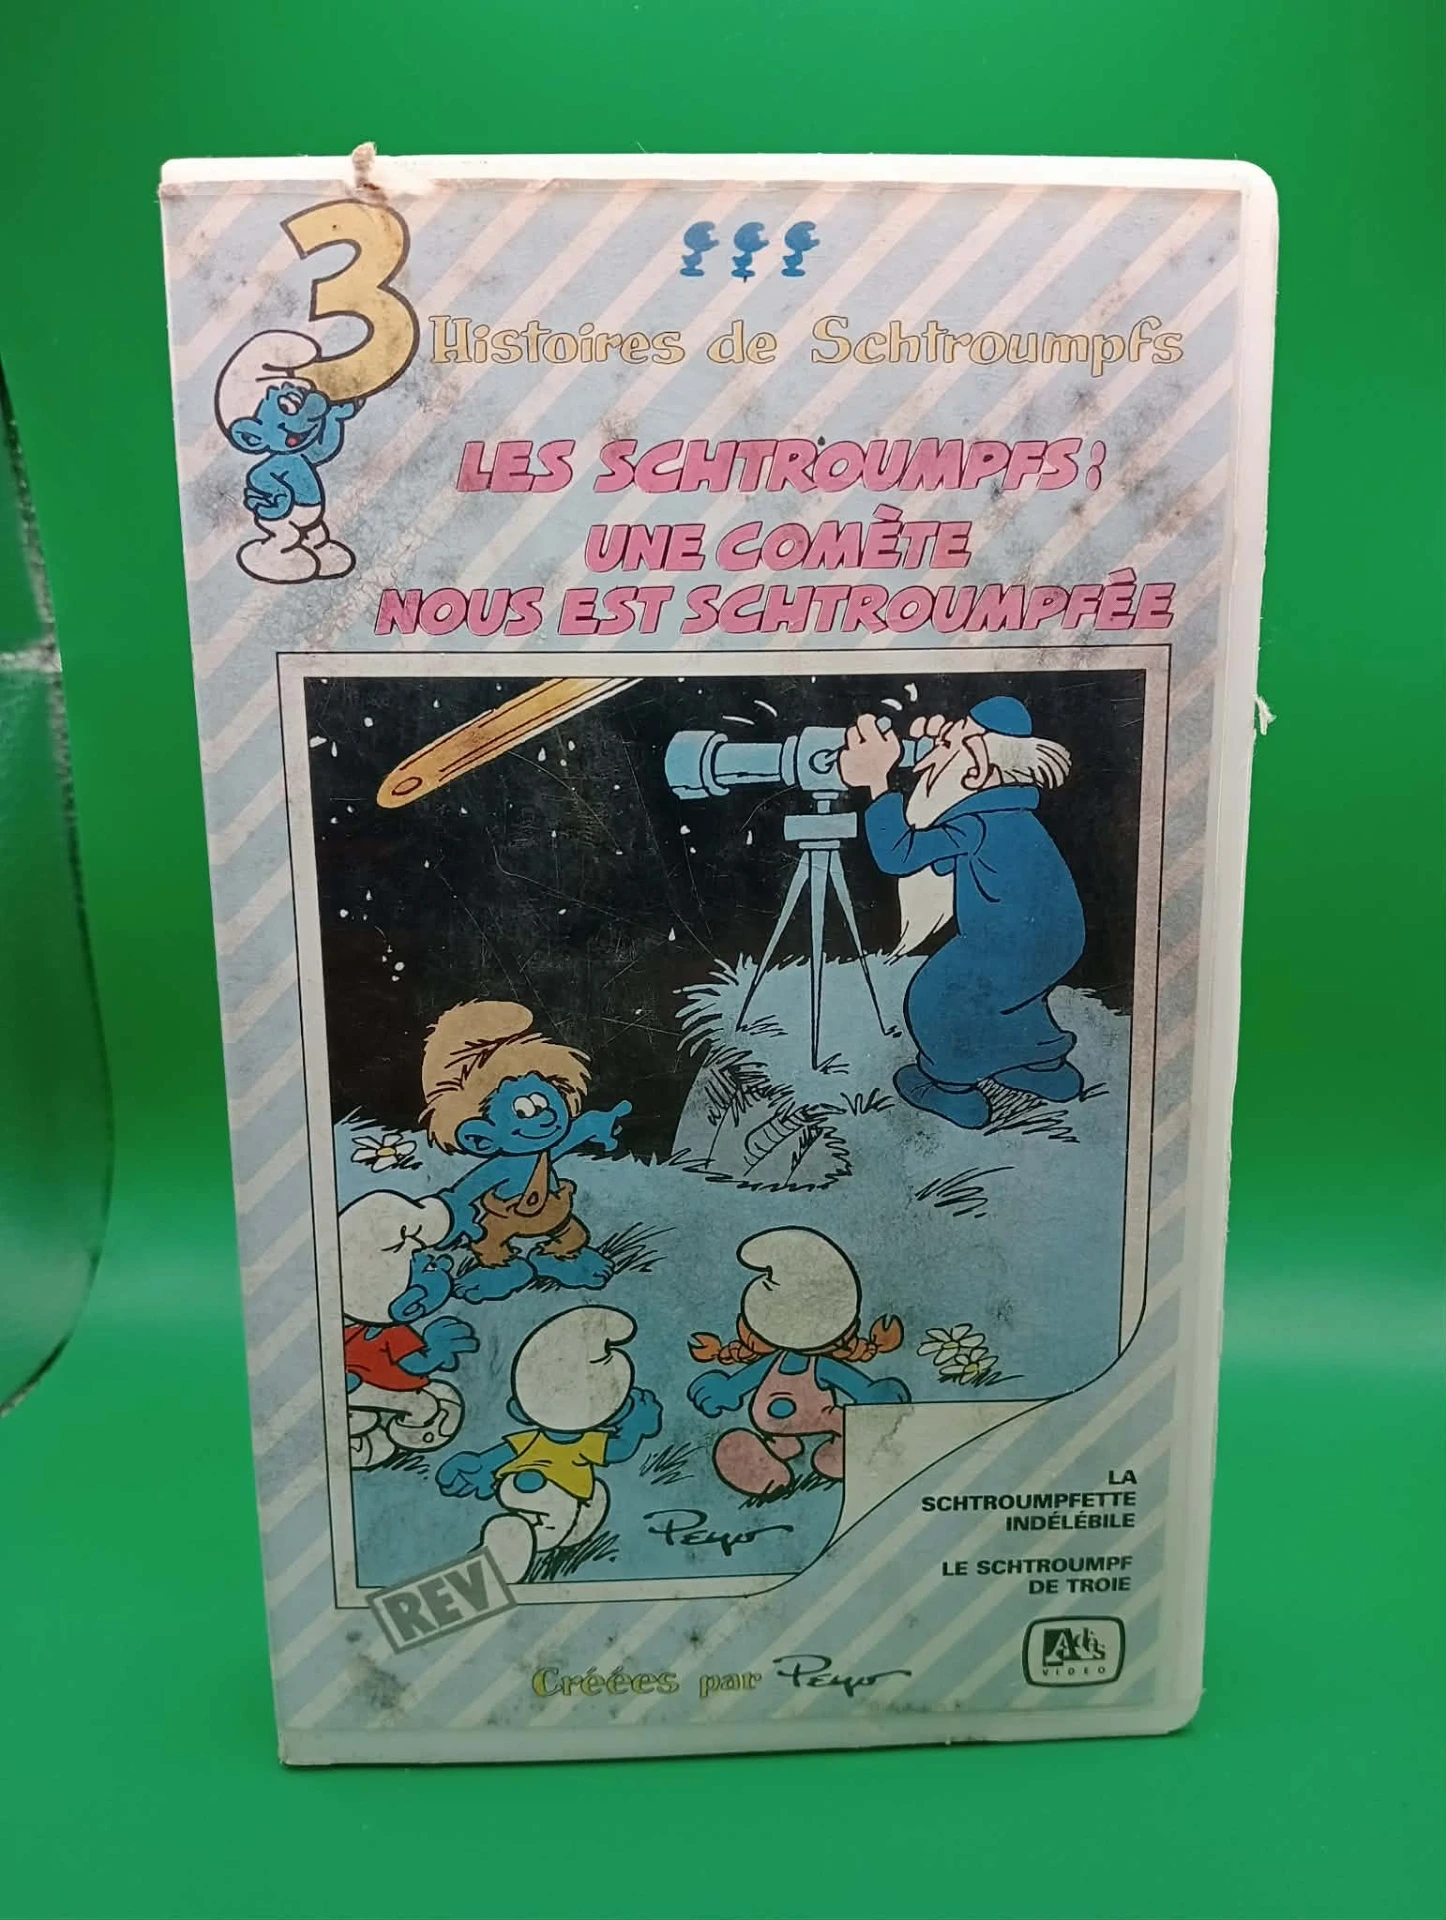 3
Histoires de Schtroumpfs
LES SCHTROUMPFS:
UNE COMÈTE
NOUS EST SCHTROUMPFÉE
Peyo
LA
SCHTROUMPFETTE
INDÉLÉBILE
LE SCHTROUMPF
DE TROIE
REV
Créées par Peyo
Adès
VIDEO